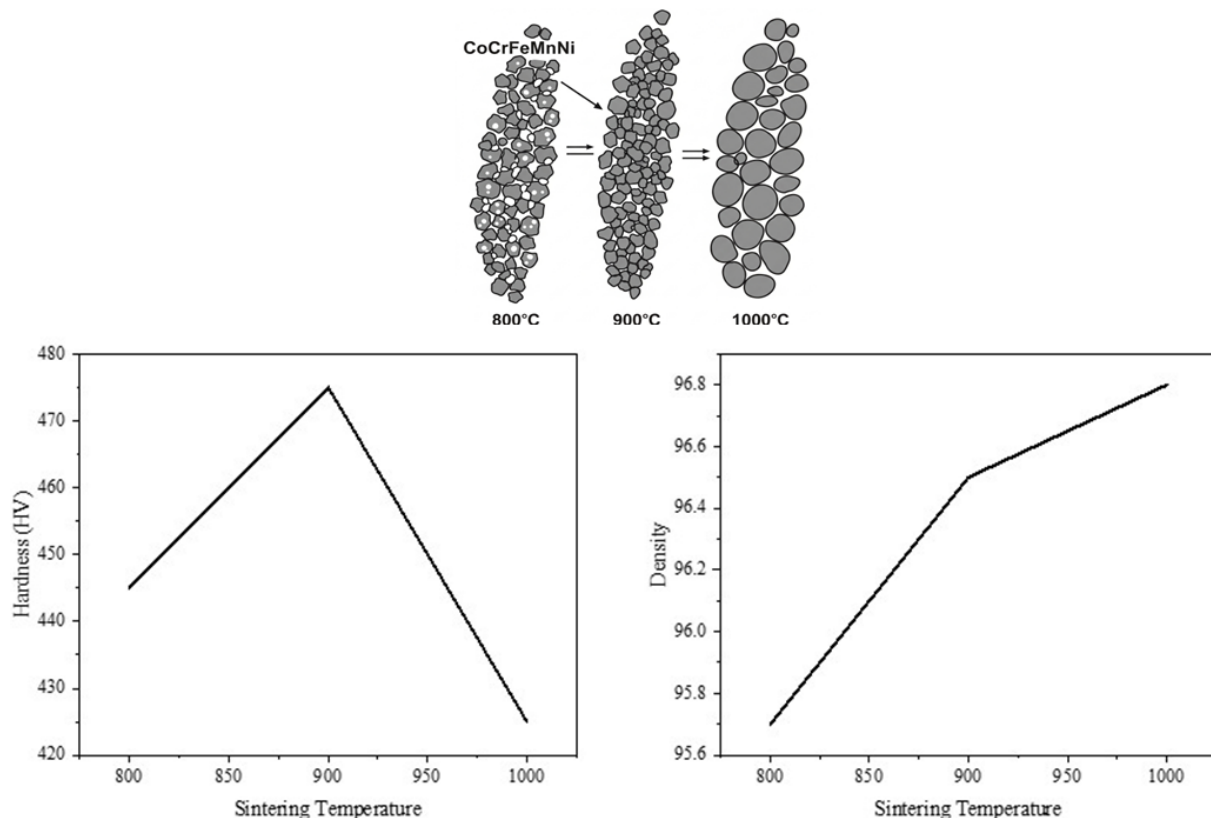 CoCrFeMnNi
800°C 900°C 1000°C
480
470
460
450
440
430
420
Hardness (HV)
800 850 900 950 1000
Sintering Temperature
96.8
96.6
96.4
96.2
96.0
95.8
95.6
Density
800 850 900 950 1000
Sintering Temperature